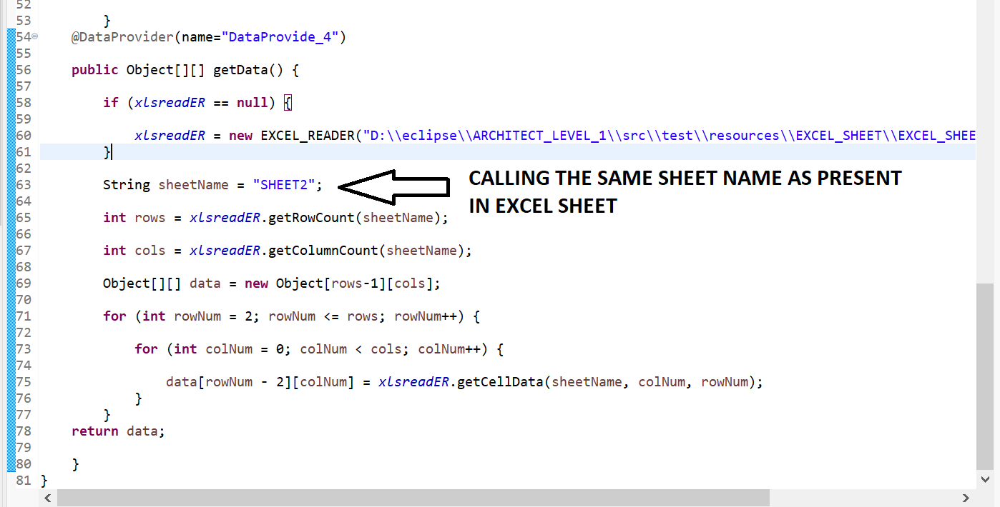 52
53 }
54 @DataProvider(name="DataProvide_4")
55
56 public Object[][] getData() {
57
58 if (xlsreadER == null) {
59
60 xlsreadER = new EXCEL_READER("D:\\eclipse\\ARCHITECT_LEVEL_1\\src\\test\\resources\\EXCEL_SHEET\\EXCEL_SHEE
61 }
62
63 String sheetName = "SHEET2";
CALLING THE SAME SHEET NAME AS PRESENT
IN EXCEL SHEET
64
65 int rows = xlsreadER.getRowCount(sheetName);
66
67 int cols = xlsreadER.getColumnCount(sheetName);
68
69 Object[][] data = new Object[rows-1][cols];
70
71 for (int rowNum = 2; rowNum <= rows; rowNum++) {
72
73 for (int colNum = 0; colNum < cols; colNum++) {
74
75 data[rowNum - 2][colNum] = xlsreadER.getCellData(sheetName, colNum, rowNum);
76 }
77 }
78 return data;
79
80 }
81 }